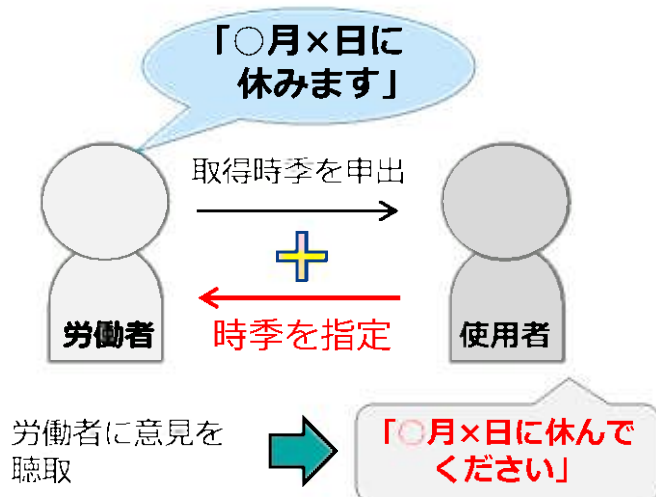 「○月×日に
休みます」
取得時季を申出
労働者
時季を指定
使用者
労働者に意見を
聴取
「○月×日に休んで
ください」